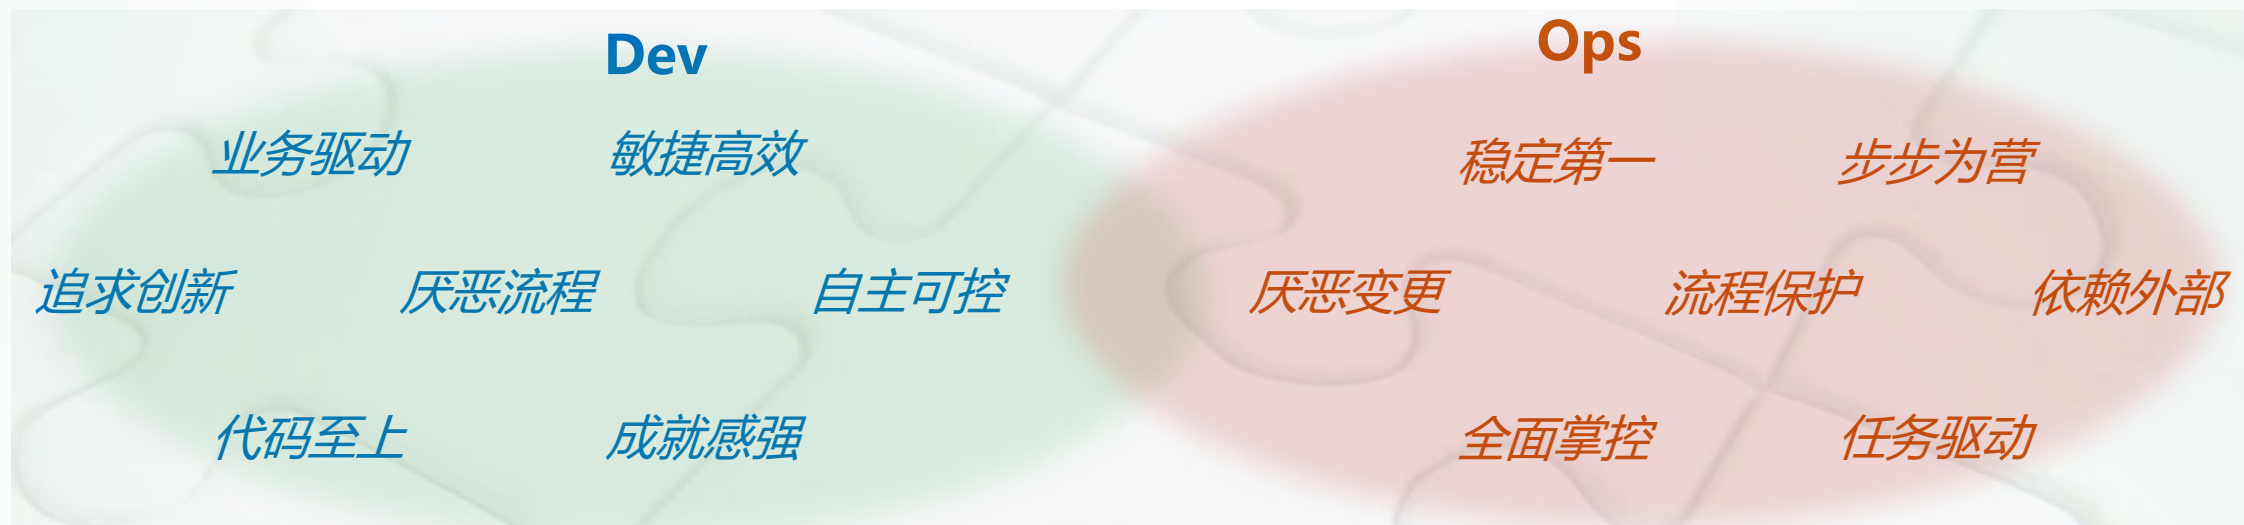 Dev
业务驱动 敏捷高效
追求创新 厌恶流程 自主可控
代码至上 成就感强
Ops
稳定第一 步步为营
厌恶变更 流程保护 依赖外部
全面掌控 任务驱动